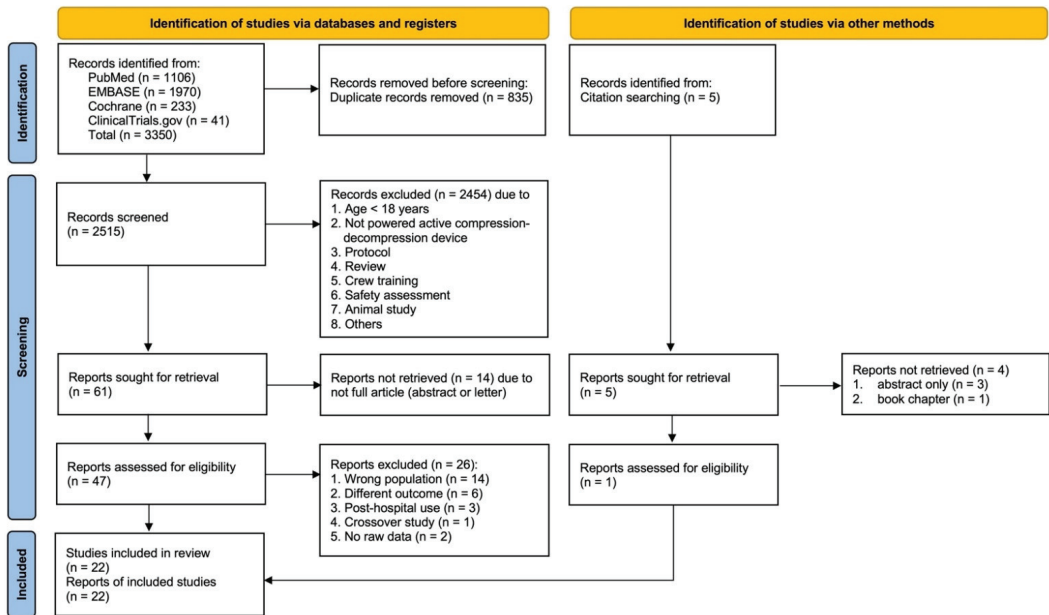 Identification of studies via databases and registers
Identification of studies via other methods
Identification
Records identified from:
PubMed (n = 1106)
EMBASE (n = 1970)
Cochrane (n = 233)
ClinicalTrials.gov (n = 41)
Total (n = 3350)
Records removed before screening:
Duplicate records removed (n = 835)
Records identified from:
Citation searching (n = 5)
Screening
Records screened
(n = 2515)
Records excluded (n = 2454) due to
1. Age < 18 years
2. Not powered active compression-
decompression device
3. Protocol
4. Review
5. Crew training
6. Safety assessment
7. Animal study
8. Others
Reports sought for retrieval
(n = 61)
Reports not retrieved (n = 14) due to
not full article (abstract or letter)
Reports sought for retrieval
(n = 5)
Reports not retrieved (n = 4)
1. abstract only (n = 3)
2. book chapter (n = 1)
Reports assessed for eligibility
(n = 47)
Reports excluded (n = 26):
1. Wrong population (n = 14)
2. Different outcome (n = 6)
3. Post-hospital use (n = 3)
4. Crossover study (n = 1)
5. No raw data (n = 2)
Reports assessed for eligibility
(n = 1)
Included
Studies included in review
(n = 22)
Reports of included studies
(n = 22)